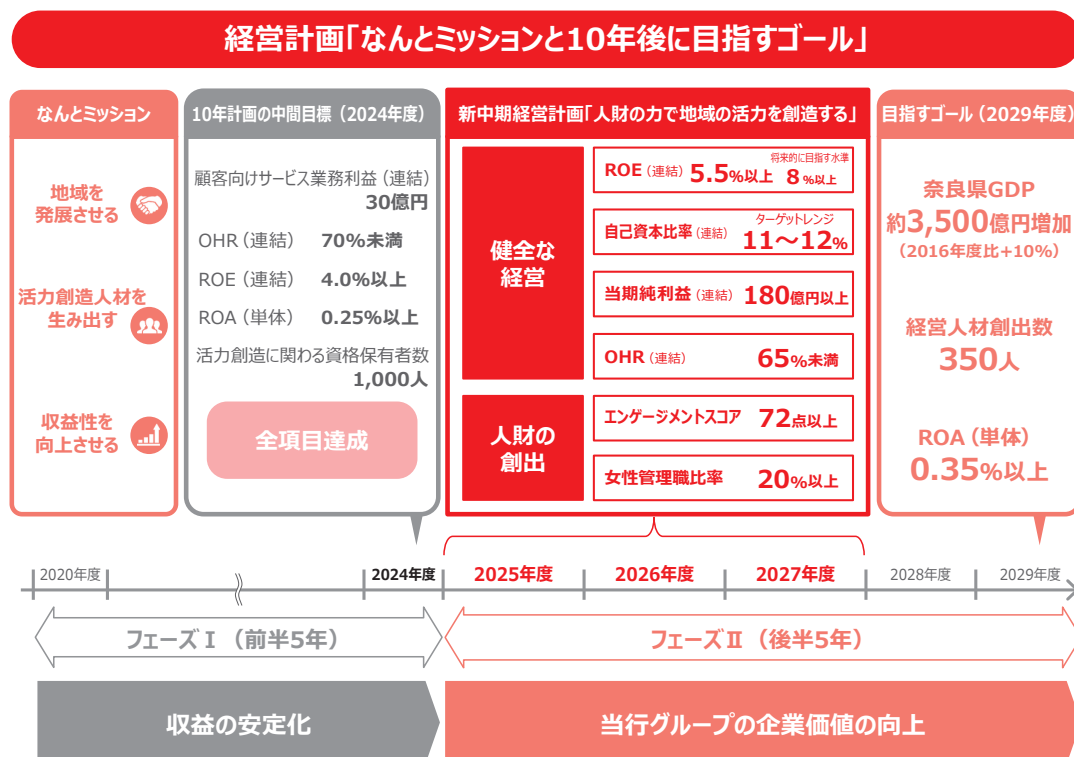 経営計画「なんとミッションと10年後に目指すゴール」
なんとミッション
地域を
発展させる
活力創造人材を
生み出す
収益性を
向上させる
10年計画の中間目標（2024年度）
顧客向けサービス業務利益（連結）
30億円
OHR（連結） 70%未満
ROE（連結） 4.0%以上
ROA（単体） 0.25%以上
活力創造に関わる資格保有者数
1,000人
全項目達成
新中期経営計画「人財の力で地域の活力を創造する」
健全な
経営
将来的に目指す水準
ROE（連結） 5.5%以上 8%以上
ターゲットレンジ
自己資本比率（連結） 11～12%
当期純利益（連結） 180億円以上
OHR（連結） 65%未満
人財の
創出
エンゲージメントスコア 72点以上
女性管理職比率 20%以上
目指すゴール（2029年度）
奈良県GDP
約3,500億円増加
（2016年度比+10%）
経営人材創出数
350人
ROA（単体）
0.35%以上
2020年度 2024年度 2025年度 2026年度 2027年度 2028年度 2029年度
フェーズⅠ（前半5年） フェーズⅡ（後半5年）
収益の安定化 当行グループの企業価値の向上